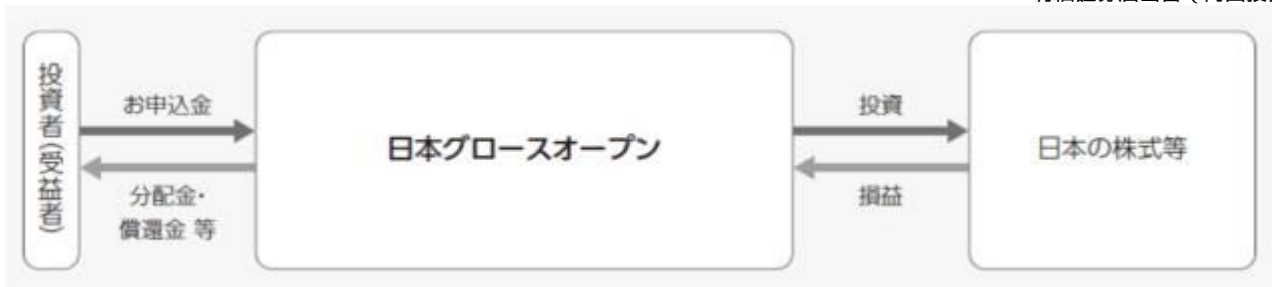 投資者(受益者)
お申込金
分配金・
償還金 等
日本グロースオープン
投資
損益
日本の株式等